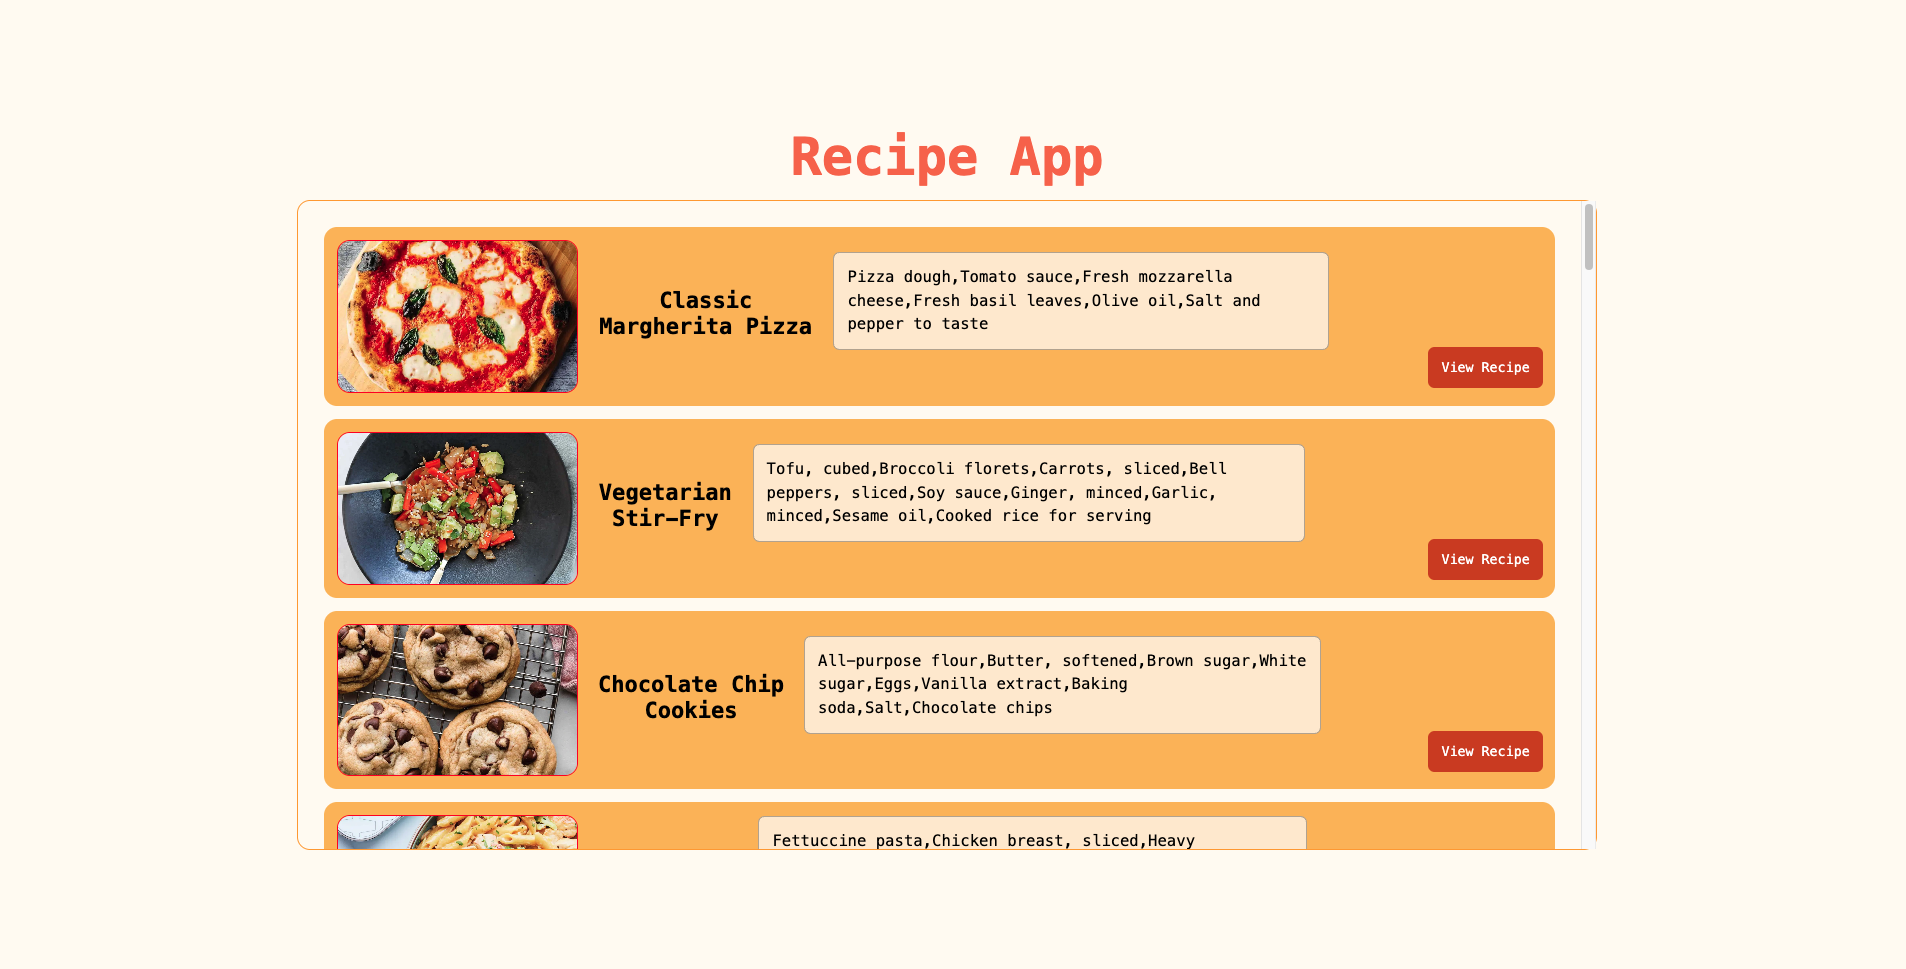 Recipe App
Classic
Margherita Pizza
Pizza dough,Tomato sauce,Fresh mozzarella
cheese,Fresh basil leaves,Olive oil,Salt and
pepper to taste
View Recipe
Vegetarian
Stir-Fry
Tofu, cubed,Broccoli florets,Carrots, sliced,Bell
peppers, sliced,Soy sauce,Ginger, minced,Garlic,
minced,Sesame oil,Cooked rice for serving
View Recipe
Chocolate Chip
Cookies
All-purpose flour,Butter, softened,Brown sugar,White
sugar,Eggs,Vanilla extract,Baking
soda,Salt,Chocolate chips
View Recipe
Fettuccine pasta,Chicken breast, sliced,Heavy